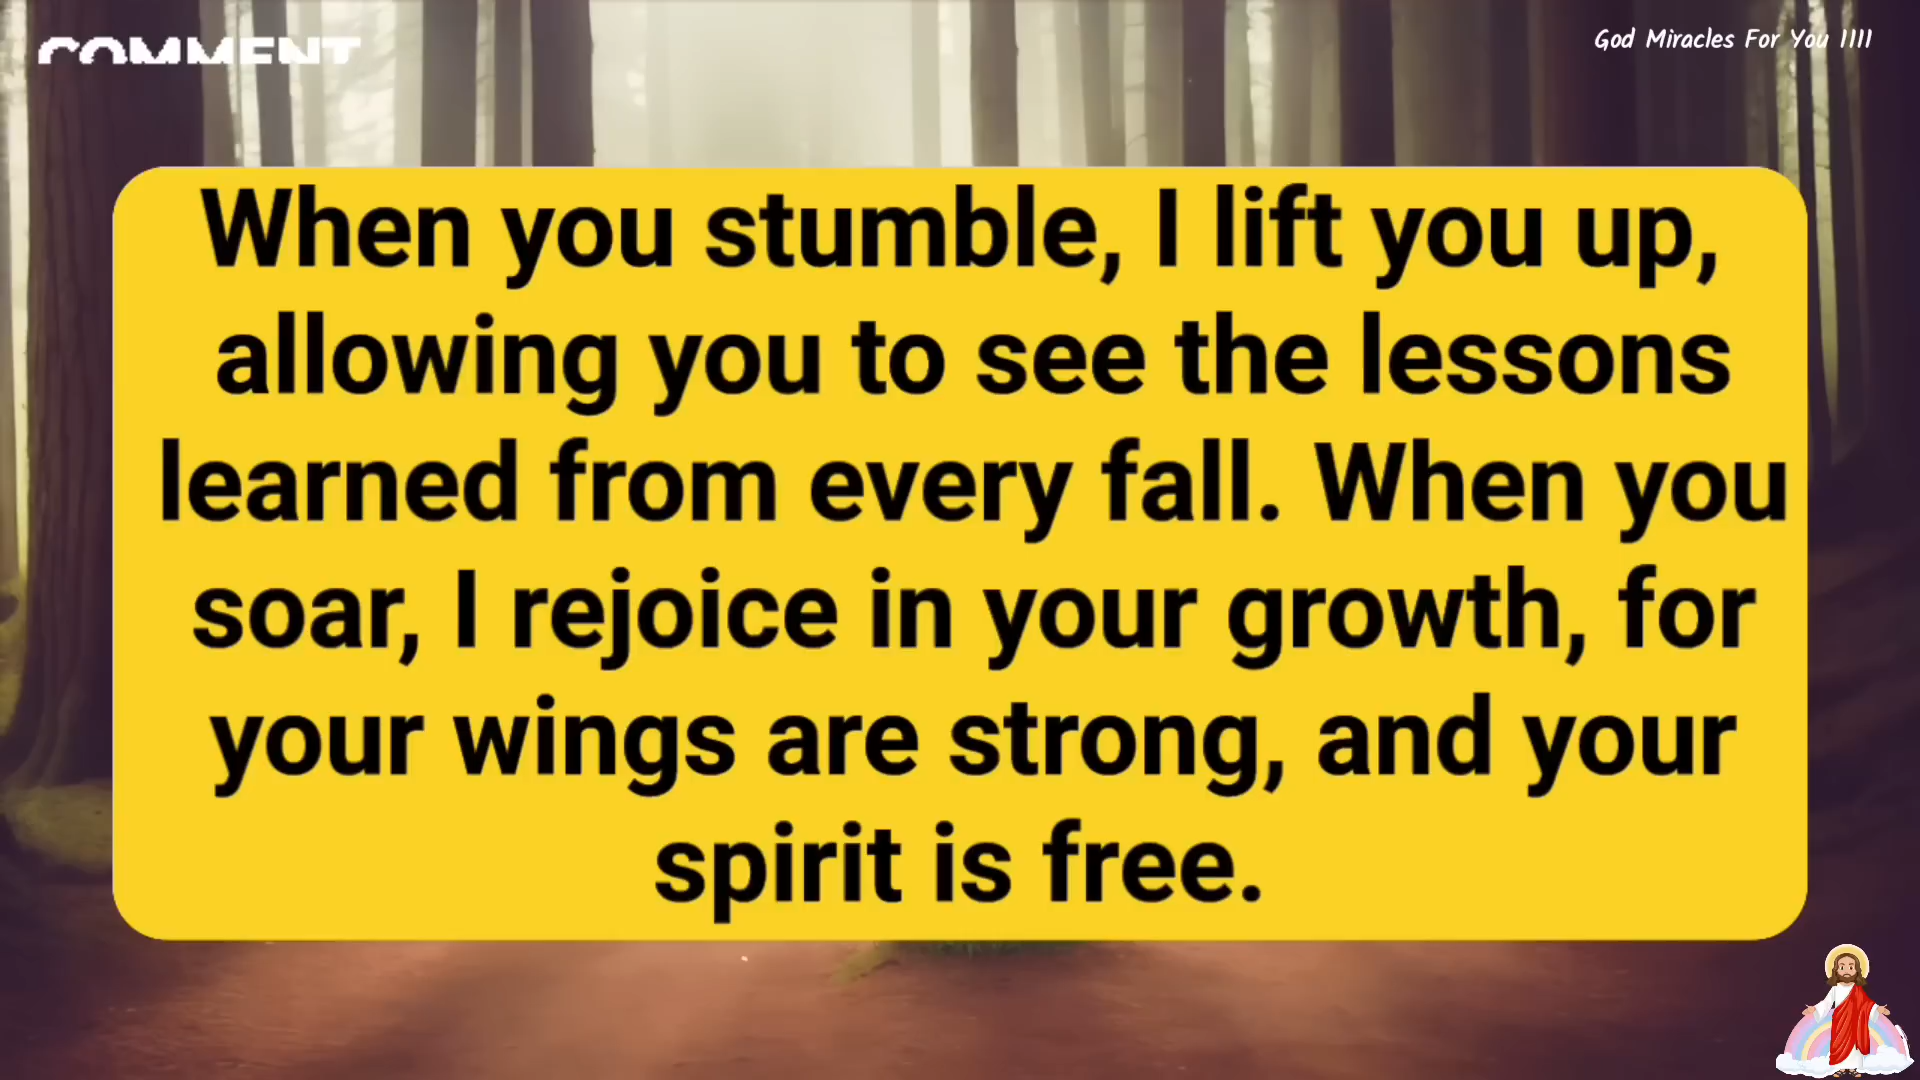 COMMENT
God Miracles For You 1111
When you stumble, I lift you up,
allowing you to see the lessons
learned from every fall. When you
soar, I rejoice in your growth, for
your wings are strong, and your
spirit is free.